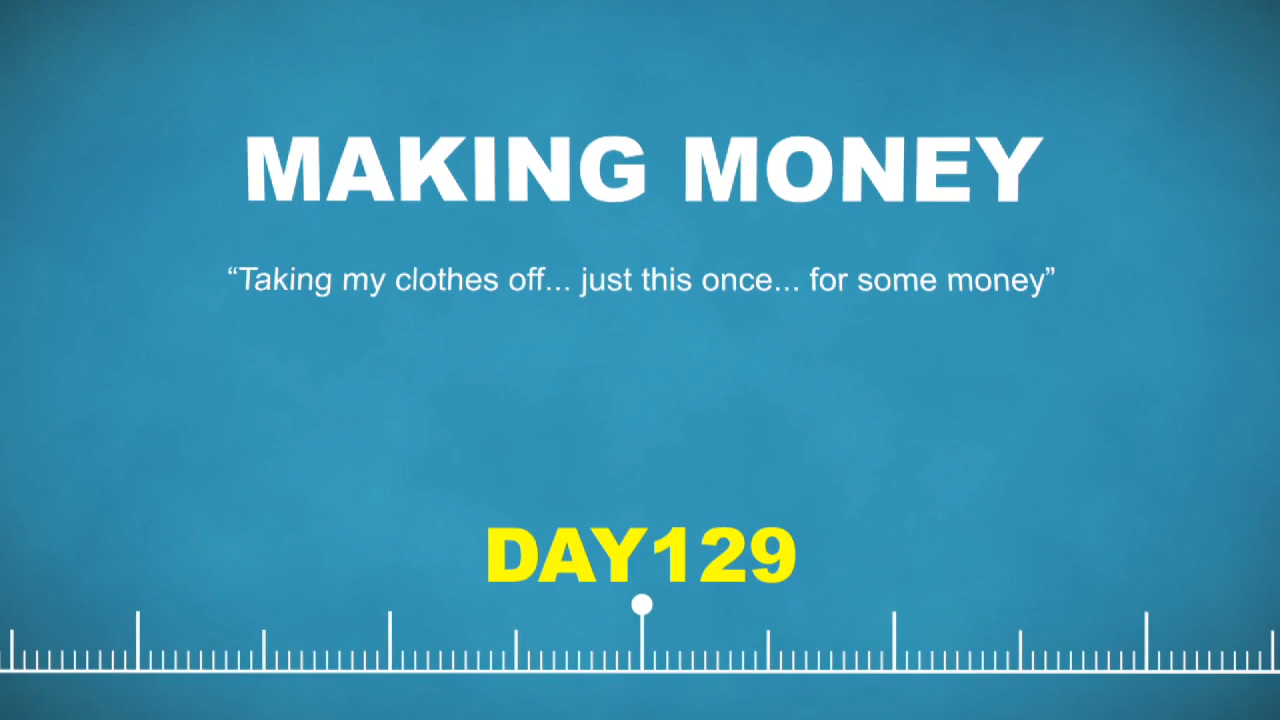 MAKING MONEY
“Taking my clothes off... just this once... for some money”
DAY129